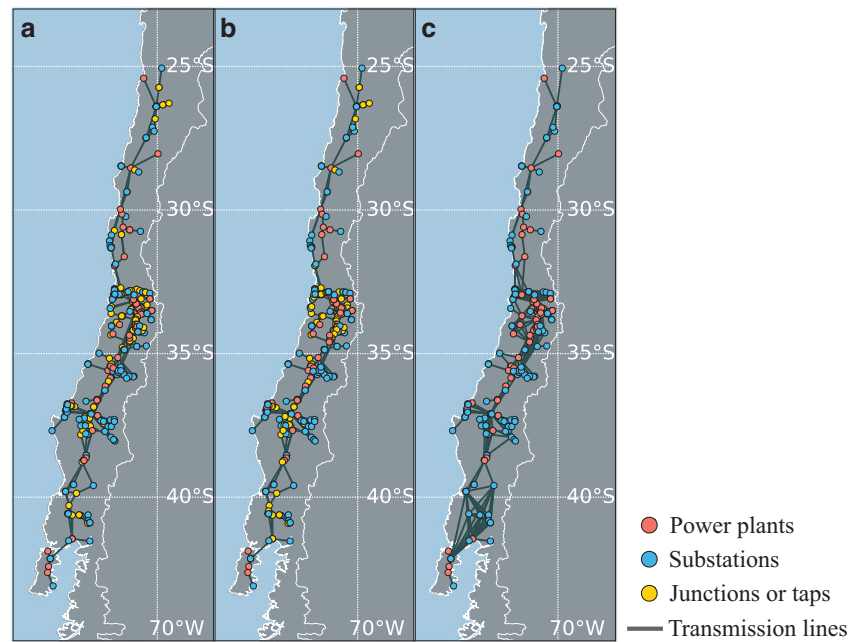 a b c
25°S 25°S 25°S
30°S 30°S 30°S
35°S 35°S 35°S
40°S 40°S 40°S
70°W 70°W 70°W
Power plants
Substations
Junctions or taps
Transmission lines